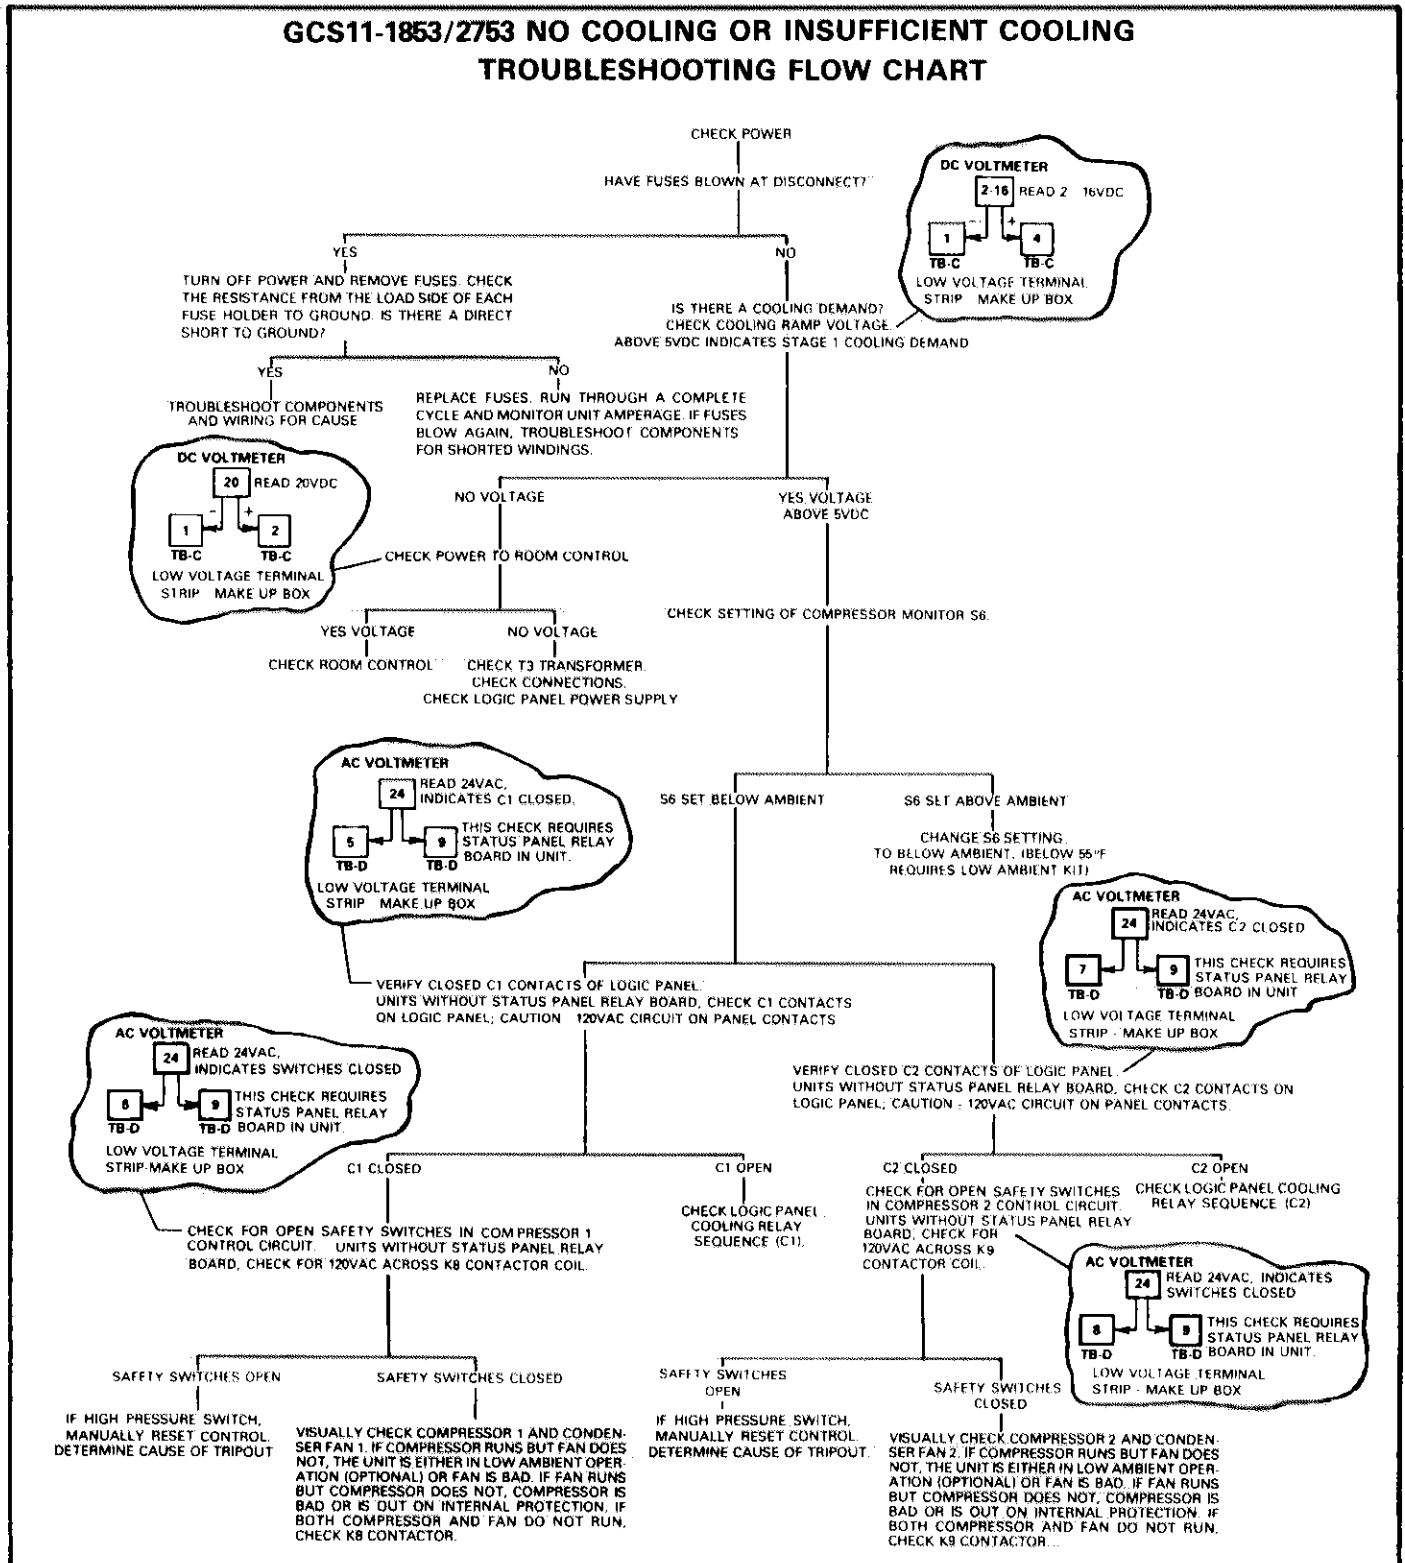 GCS11-1853/2753 NO COOLING OR INSUFFICIENT COOLING
TROUBLESHOOTING FLOW CHART
CHECK POWER
HAVE FUSES BLOWN AT DISCONNECT?
DC VOLTMETER
2-16 READ 2 16VDC
- +
1 4
TB-C TB-C
LOW VOLTAGE TERMINAL
STRIP MAKE UP BOX
YES
NO
TURN OFF POWER AND REMOVE FUSES. CHECK
THE RESISTANCE FROM THE LOAD SIDE OF EACH
FUSE HOLDER TO GROUND. IS THERE A DIRECT
SHORT TO GROUND?
IS THERE A COOLING DEMAND?
CHECK COOLING RAMP VOLTAGE.
ABOVE 5VDC INDICATES STAGE 1 COOLING DEMAND
YES
NO
TROUBLESHOOT COMPONENTS
AND WIRING FOR CAUSE
REPLACE FUSES. RUN THROUGH A COMPLETE
CYCLE AND MONITOR UNIT AMPERAGE. IF FUSES
BLOW AGAIN, TROUBLESHOOT COMPONENTS
FOR SHORTED WINDINGS.
DC VOLTMETER
20 READ 20VDC
- +
1 2
TB-C TB-C
LOW VOLTAGE TERMINAL
STRIP MAKE UP BOX
NO VOLTAGE
YES VOLTAGE
ABOVE 5VDC
CHECK POWER TO ROOM CONTROL
CHECK SETTING OF COMPRESSOR MONITOR S6.
YES VOLTAGE
NO VOLTAGE
CHECK ROOM CONTROL
CHECK T3 TRANSFORMER.
CHECK CONNECTIONS.
CHECK LOGIC PANEL POWER SUPPLY
AC VOLTMETER
24 READ 24VAC,
INDICATES C1 CLOSED.
5 9 THIS CHECK REQUIRES
STATUS PANEL RELAY
TB-D TB-D BOARD IN UNIT.
LOW VOLTAGE TERMINAL
STRIP MAKE UP BOX
S6 SET BELOW AMBIENT
S6 SET ABOVE AMBIENT
CHANGE S6 SETTING.
TO BELOW AMBIENT. (BELOW 55°F
REQUIRES LOW AMBIENT KIT)
AC VOLTMETER
24 READ 24VAC,
INDICATES C2 CLOSED
7 9 THIS CHECK REQUIRES
STATUS PANEL RELAY
TB-D TB-D BOARD IN UNIT
LOW VOLTAGE TERMINAL
STRIP - MAKE UP BOX
VERIFY CLOSED C1 CONTACTS OF LOGIC PANEL.
UNITS WITHOUT STATUS PANEL RELAY BOARD, CHECK C1 CONTACTS
ON LOGIC PANEL; CAUTION 120VAC CIRCUIT ON PANEL CONTACTS
VERIFY CLOSED C2 CONTACTS OF LOGIC PANEL.
UNITS WITHOUT STATUS PANEL RELAY BOARD, CHECK C2 CONTACTS ON
LOGIC PANEL; CAUTION - 120VAC CIRCUIT ON PANEL CONTACTS.
AC VOLTMETER
24 READ 24VAC,
INDICATES SWITCHES CLOSED
6 9 THIS CHECK REQUIRES
STATUS PANEL RELAY
TB-D TB-D BOARD IN UNIT.
LOW VOLTAGE TERMINAL
STRIP-MAKE UP BOX
C1 CLOSED
C1 OPEN
C2 CLOSED
C2 OPEN
CHECK FOR OPEN SAFETY SWITCHES IN COMPRESSOR 1
CONTROL CIRCUIT. UNITS WITHOUT STATUS PANEL RELAY
BOARD, CHECK FOR 120VAC ACROSS K8 CONTACTOR COIL.
CHECK LOGIC PANEL
COOLING RELAY
SEQUENCE (C1).
CHECK FOR OPEN SAFETY SWITCHES
IN COMPRESSOR 2 CONTROL CIRCUIT.
UNITS WITHOUT STATUS PANEL RELAY
BOARD, CHECK FOR
120VAC ACROSS K9
CONTACTOR COIL.
CHECK LOGIC PANEL COOLING
RELAY SEQUENCE (C2)
AC VOLTMETER
24 READ 24VAC, INDICATES
SWITCHES CLOSED
8 9 THIS CHECK REQUIRES
STATUS PANEL RELAY
TB-D TB-D BOARD IN UNIT.
LOW VOLTAGE TERMINAL
STRIP - MAKE UP BOX
SAFETY SWITCHES OPEN
SAFETY SWITCHES CLOSED
SAFETY SWITCHES
OPEN
SAFETY SWITCHES
CLOSED
IF HIGH PRESSURE SWITCH,
MANUALLY RESET CONTROL.
DETERMINE CAUSE OF TRIPOUT
VISUALLY CHECK COMPRESSOR 1 AND CONDEN-
SER FAN 1. IF COMPRESSOR RUNS BUT FAN DOES
NOT, THE UNIT IS EITHER IN LOW AMBIENT OPER-
ATION (OPTIONAL) OR FAN IS BAD. IF FAN RUNS
BUT COMPRESSOR DOES NOT, COMPRESSOR IS
BAD OR IS OUT ON INTERNAL PROTECTION. IF
BOTH COMPRESSOR AND FAN DO NOT RUN,
CHECK K8 CONTACTOR.
IF HIGH PRESSURE SWITCH,
MANUALLY RESET CONTROL.
DETERMINE CAUSE OF TRIPOUT.
VISUALLY CHECK COMPRESSOR 2 AND CONDEN-
SER FAN 2. IF COMPRESSOR RUNS BUT FAN DOES
NOT, THE UNIT IS EITHER IN LOW AMBIENT OPER-
ATION (OPTIONAL) OR FAN IS BAD. IF FAN RUNS
BUT COMPRESSOR DOES NOT, COMPRESSOR IS
BAD OR IS OUT ON INTERNAL PROTECTION. IF
BOTH COMPRESSOR AND FAN DO NOT RUN,
CHECK K9 CONTACTOR...